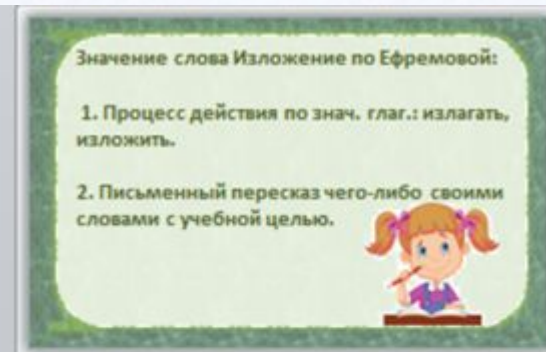 Значение слова Изложение по Ефремовой:
1. Процесс действия по знач. глаг.: излагать,
изложить.
2. Письменный пересказ чего-либо своими
словами с учебной целью.